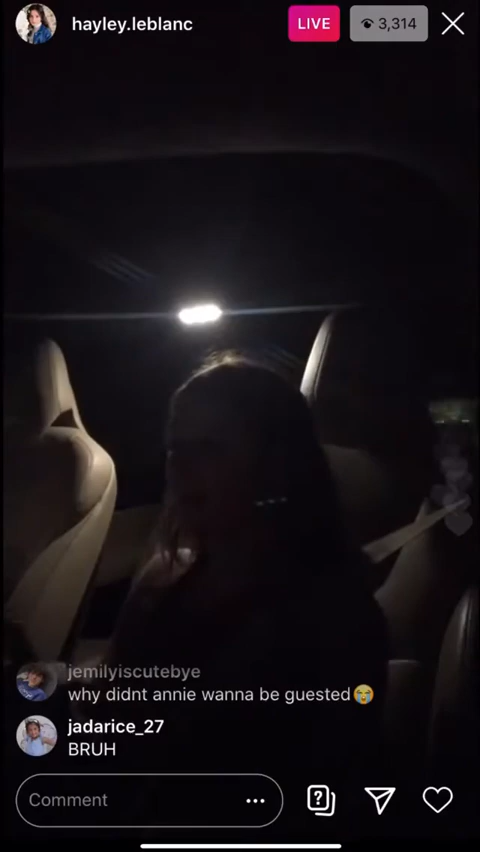 hayley.leblanc
LIVE
3,314
jemilyiscutebye
why didnt annie wanna be guested😭
jadarice_27
BRUH
Comment